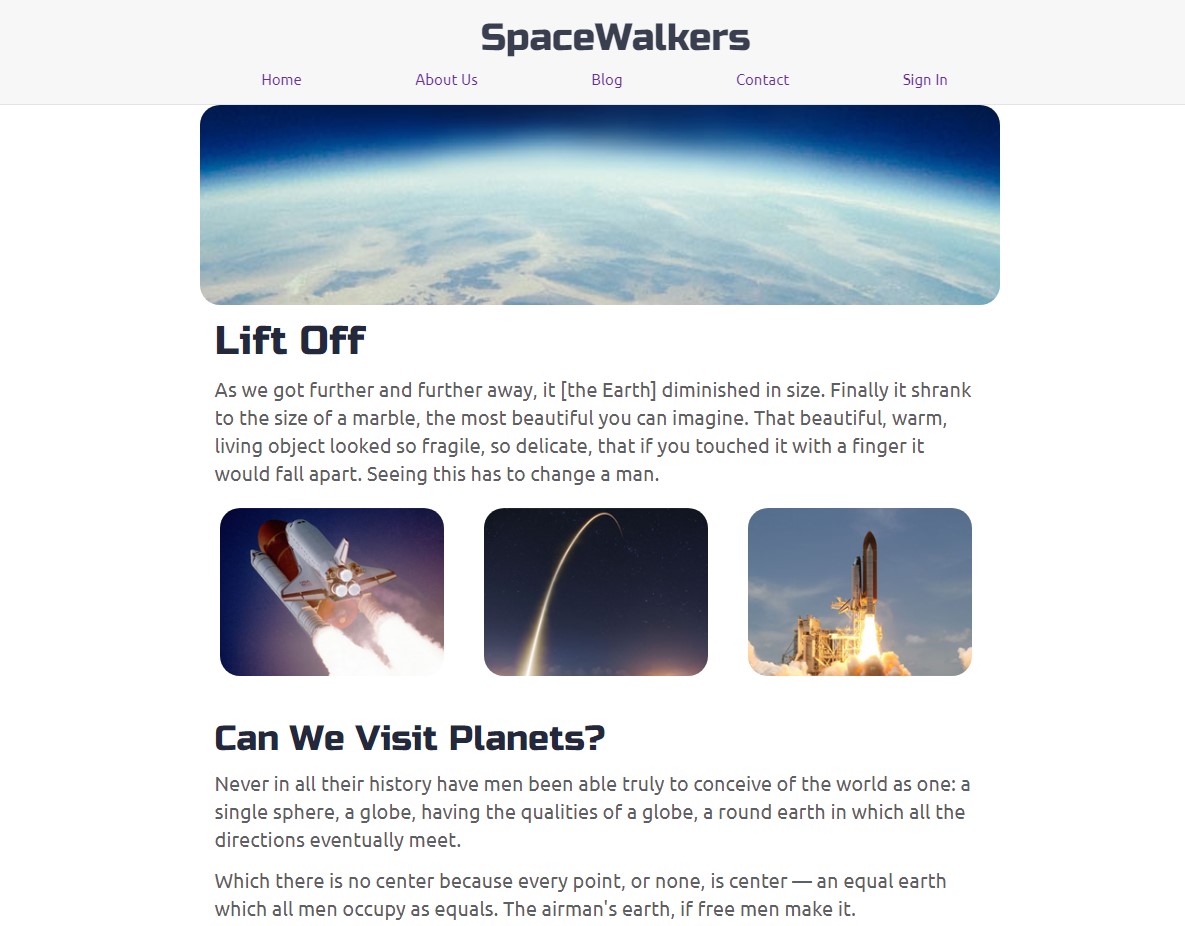 SpaceWalkers
Home About Us Blog Contact Sign In
Lift Off
As we got further and further away, it [the Earth] diminished in size. Finally it shrank
to the size of a marble, the most beautiful you can imagine. That beautiful, warm,
living object looked so fragile, so delicate, that if you touched it with a finger it
would fall apart. Seeing this has to change a man.
Can We Visit Planets?
Never in all their history have men been able truly to conceive of the world as one: a
single sphere, a globe, having the qualities of a globe, a round earth in which all the
directions eventually meet.
Which there is no center because every point, or none, is center — an equal earth
which all men occupy as equals. The airman's earth, if free men make it.